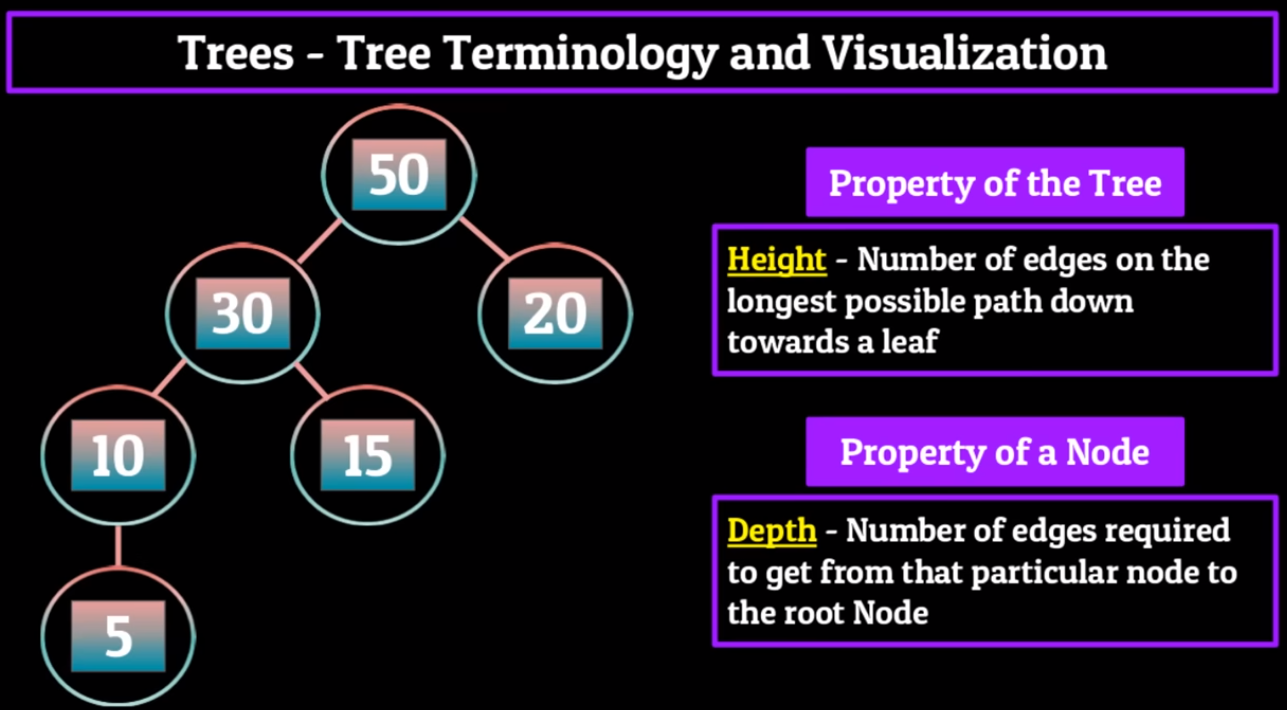 Trees - Tree Terminology and Visualization
50
30
20
10
15
5
Property of the Tree
Height - Number of edges on the
longest possible path down
towards a leaf
Property of a Node
Depth - Number of edges required
to get from that particular node to
the root Node